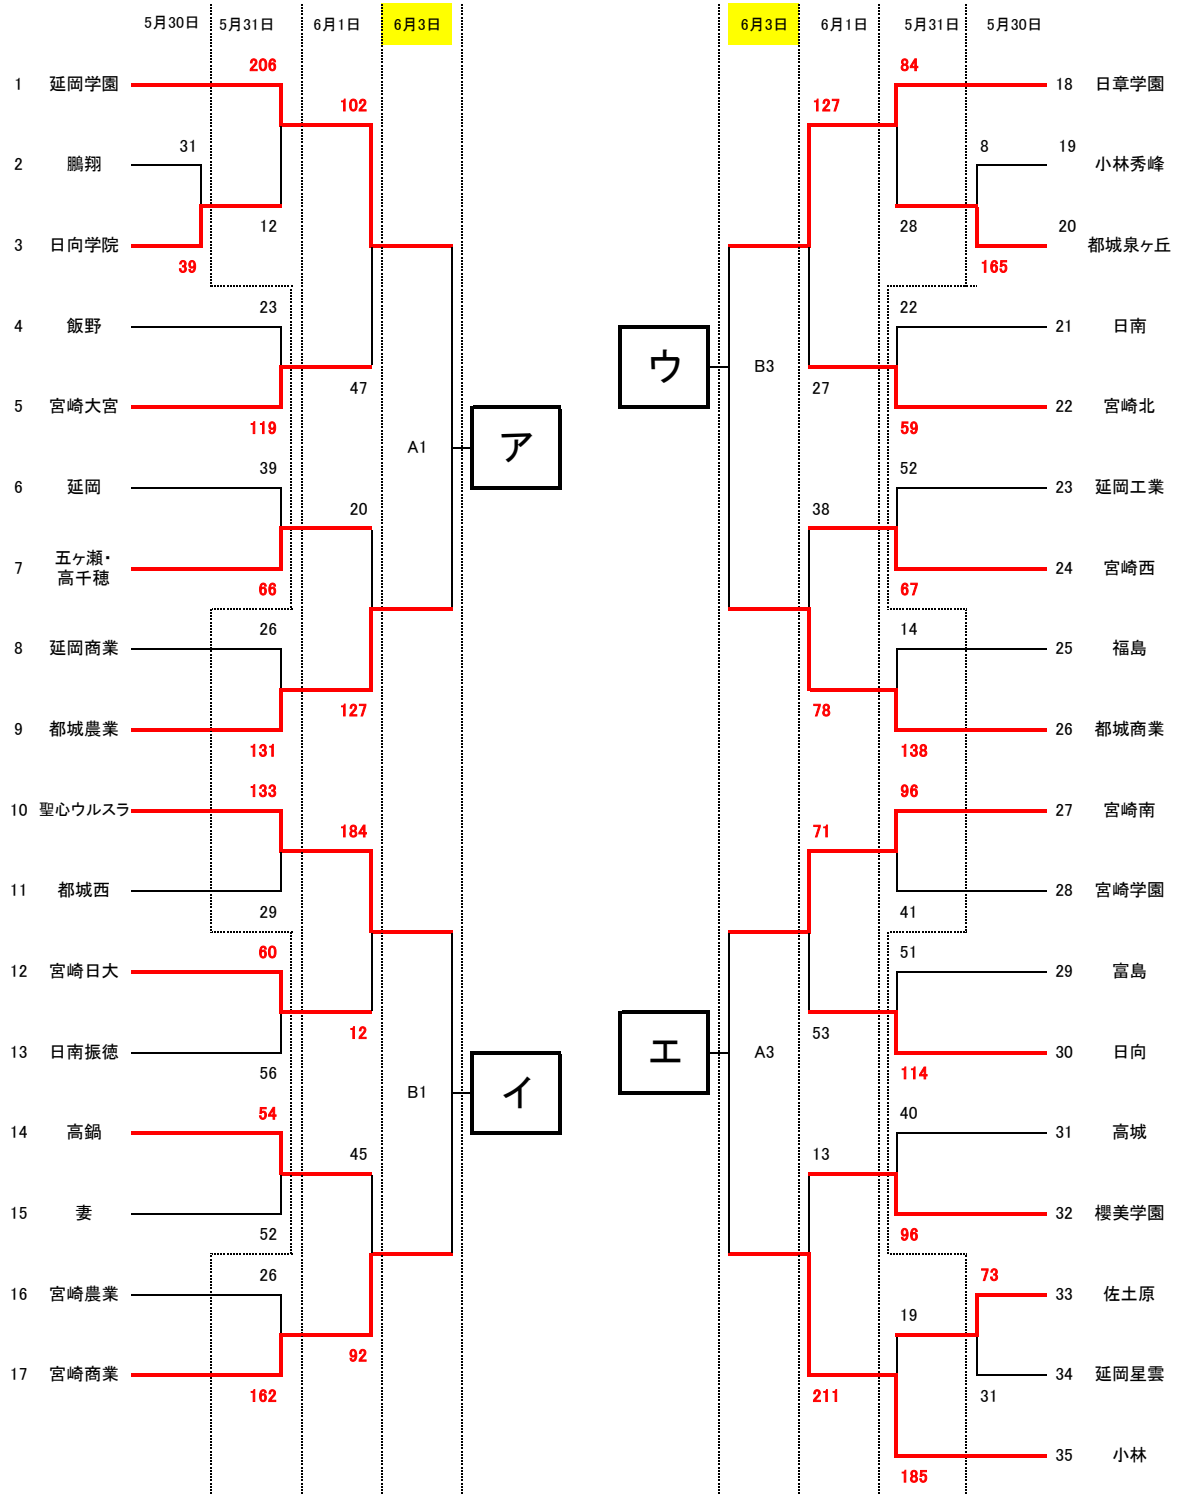 5月30日 5月31日 6月1日 6月3日 6月3日 6月1日 5月31日 5月30日
206 84
1 延岡学園 18 日章学園
102 127
31 8 19
2 鵬翔 小林秀峰
12 28 20
3 日向学院 都城泉ヶ丘
39 165
23 22
4 飯野 21 日南
ウ B3
47 27
5 宮崎大宮 22 宮崎北
119 59
A1 ア
39 52
6 延岡 23 延岡工業
20 38
五ヶ瀬・
7 24 宮崎西
高千穂
66 67
26 14
8 延岡商業 25 福島
127 78
9 都城農業 26 都城商業
131 138
133 96
10 聖心ウルスラ 27 宮崎南
184 71
11 都城西 28 宮崎学園
29 41
60 51
12 宮崎日大 29 富島
12 53
13 日南振徳 エ A3 30 日向
56 114
B1 イ
54 40
14 高鍋 31 高城
45 13
15 妻 32 櫻美学園
52 96
26 73
16 宮崎農業 33 佐土原
19
92
17 宮崎商業 34 延岡星雲
162 211 31
35 小林
185